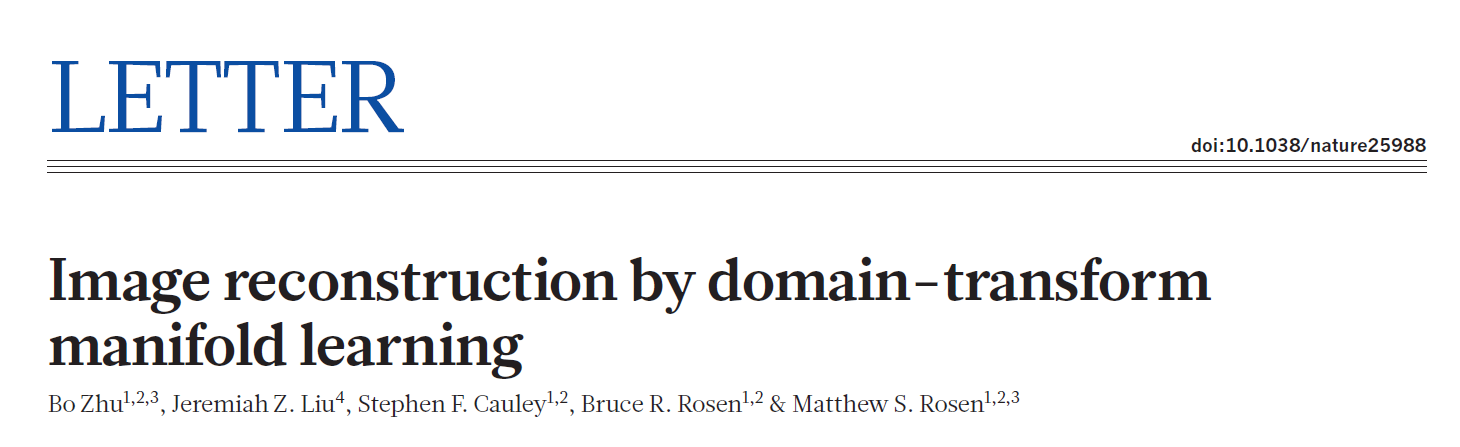 LETTER
doi:10.1038/nature25988
Image reconstruction by domain-transform
manifold learning
Bo Zhu1,2,3, Jeremiah Z. Liu4, Stephen F. Cauley1,2, Bruce R. Rosen1,2 & Matthew S. Rosen1,2,3